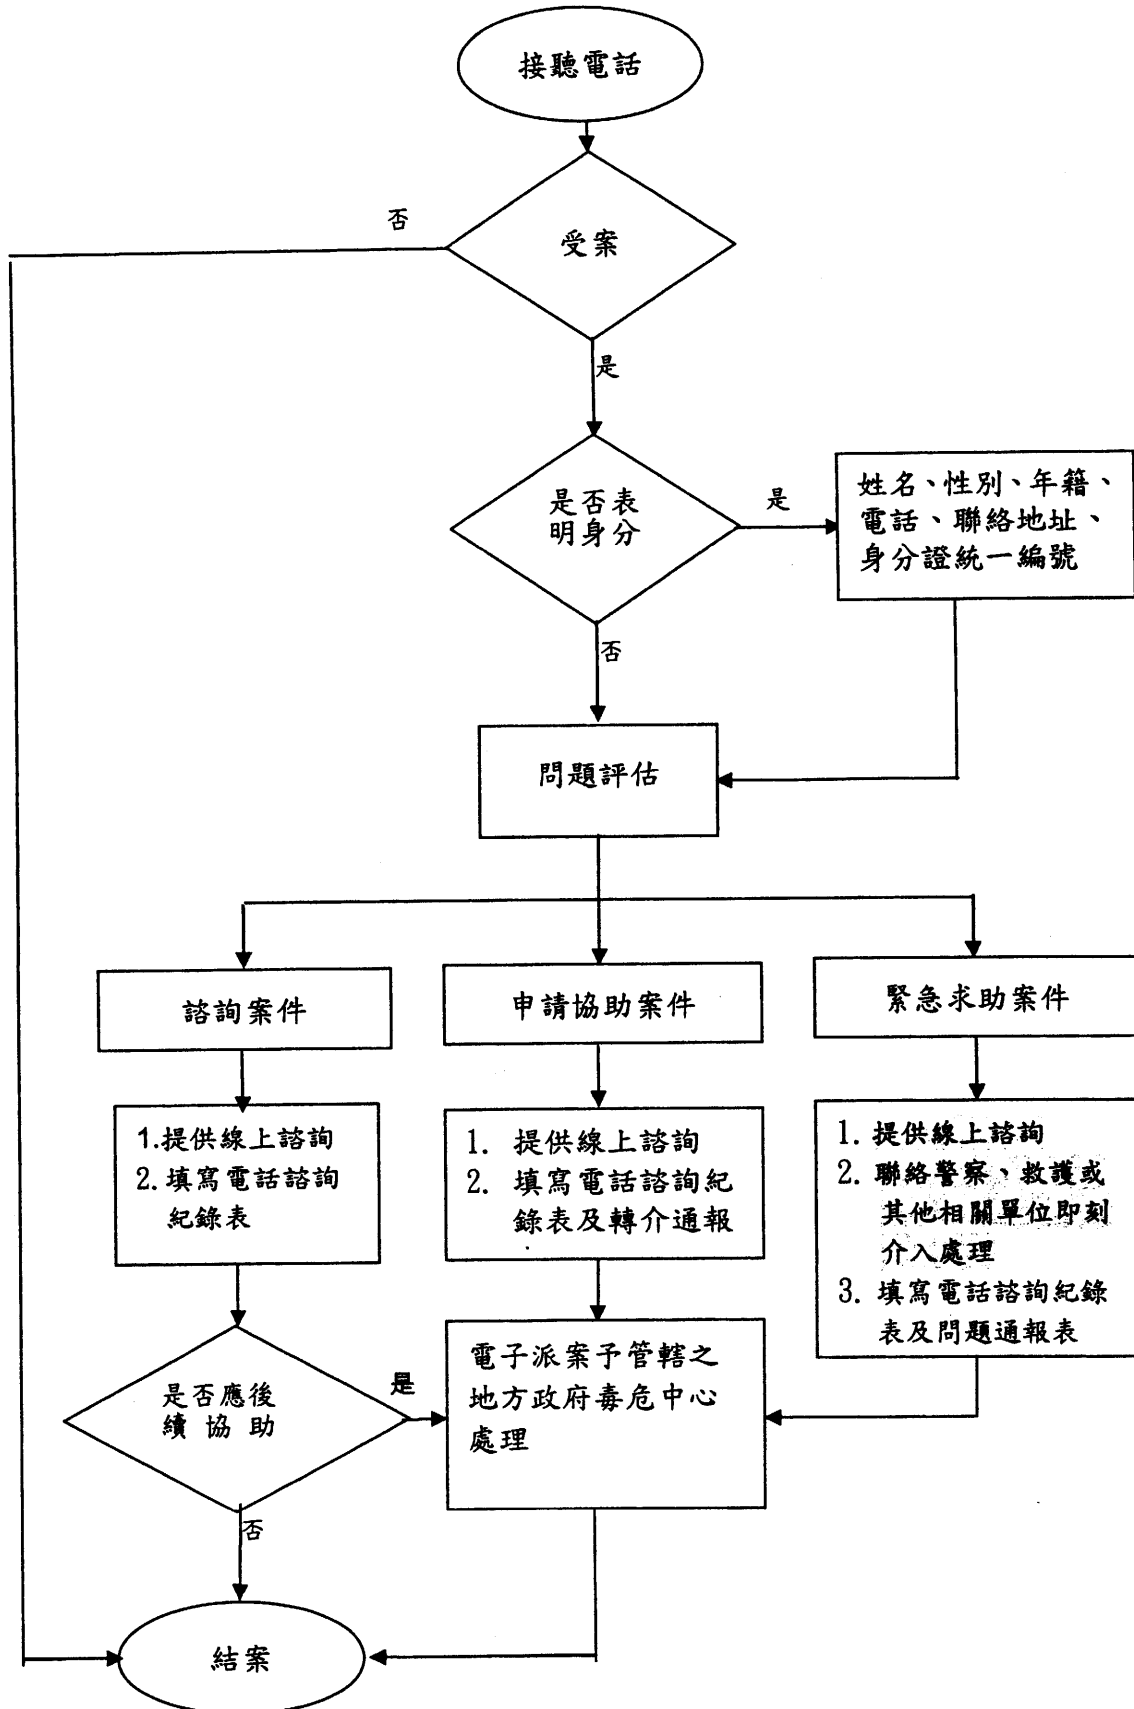 接聽電話
否
受案
是
是否表
明身分
是
姓名、性別、年籍、
電話、聯絡地址、
身分證統一編號
否
問題評估
諮詢案件
申請協助案件
緊急求助案件
1.提供線上諮詢
2.填寫電話諮詢
紀錄表
1. 提供線上諮詢
2. 填寫電話諮詢紀
錄表及轉介通報
1. 提供線上諮詢
2. 聯絡警察、救護或
其他相關單位即刻
介入處理
3. 填寫電話諮詢紀錄
表及問題通報表
是否應後
續協助
是
電子派案予管轄之
地方政府毒危中心
處理
否
結案